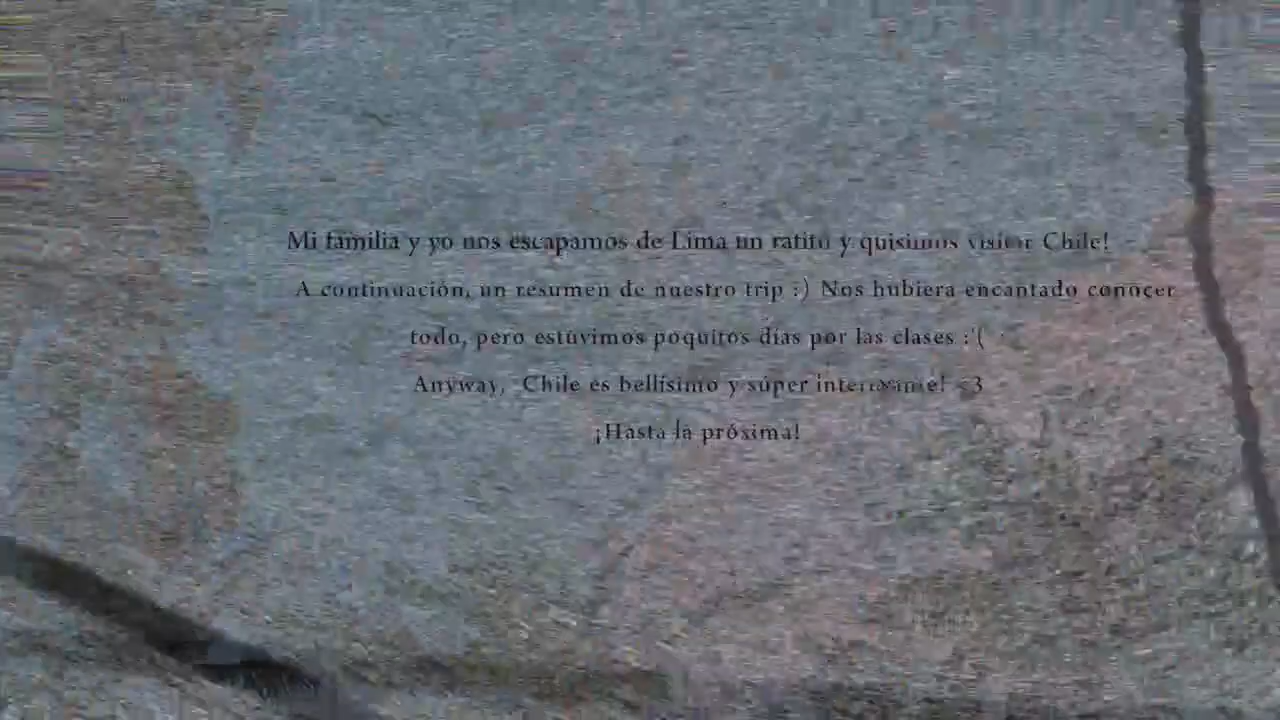 Mi familia y yo nos escapamos de Lima un ratito y quisimos visitar Chile!
A continuación, un resumen de nuestro trip :) Nos hubiera encantado conocer
todo, pero estuvimos poquitos días por las clases :'(
Anyway, Chile es bellísimo y súper interesante! <3
¡Hasta la próxima!